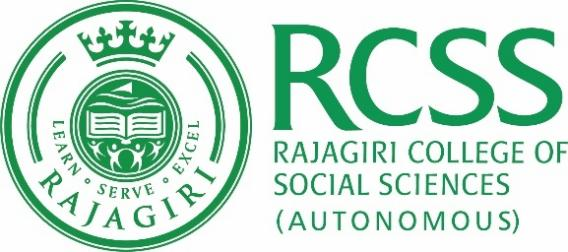 LEARN ° SERVE ° EXCEL
RAJAGIRI
RCSS
RAJAGIRI COLLEGE OF
SOCIAL SCIENCES
(AUTONOMOUS)